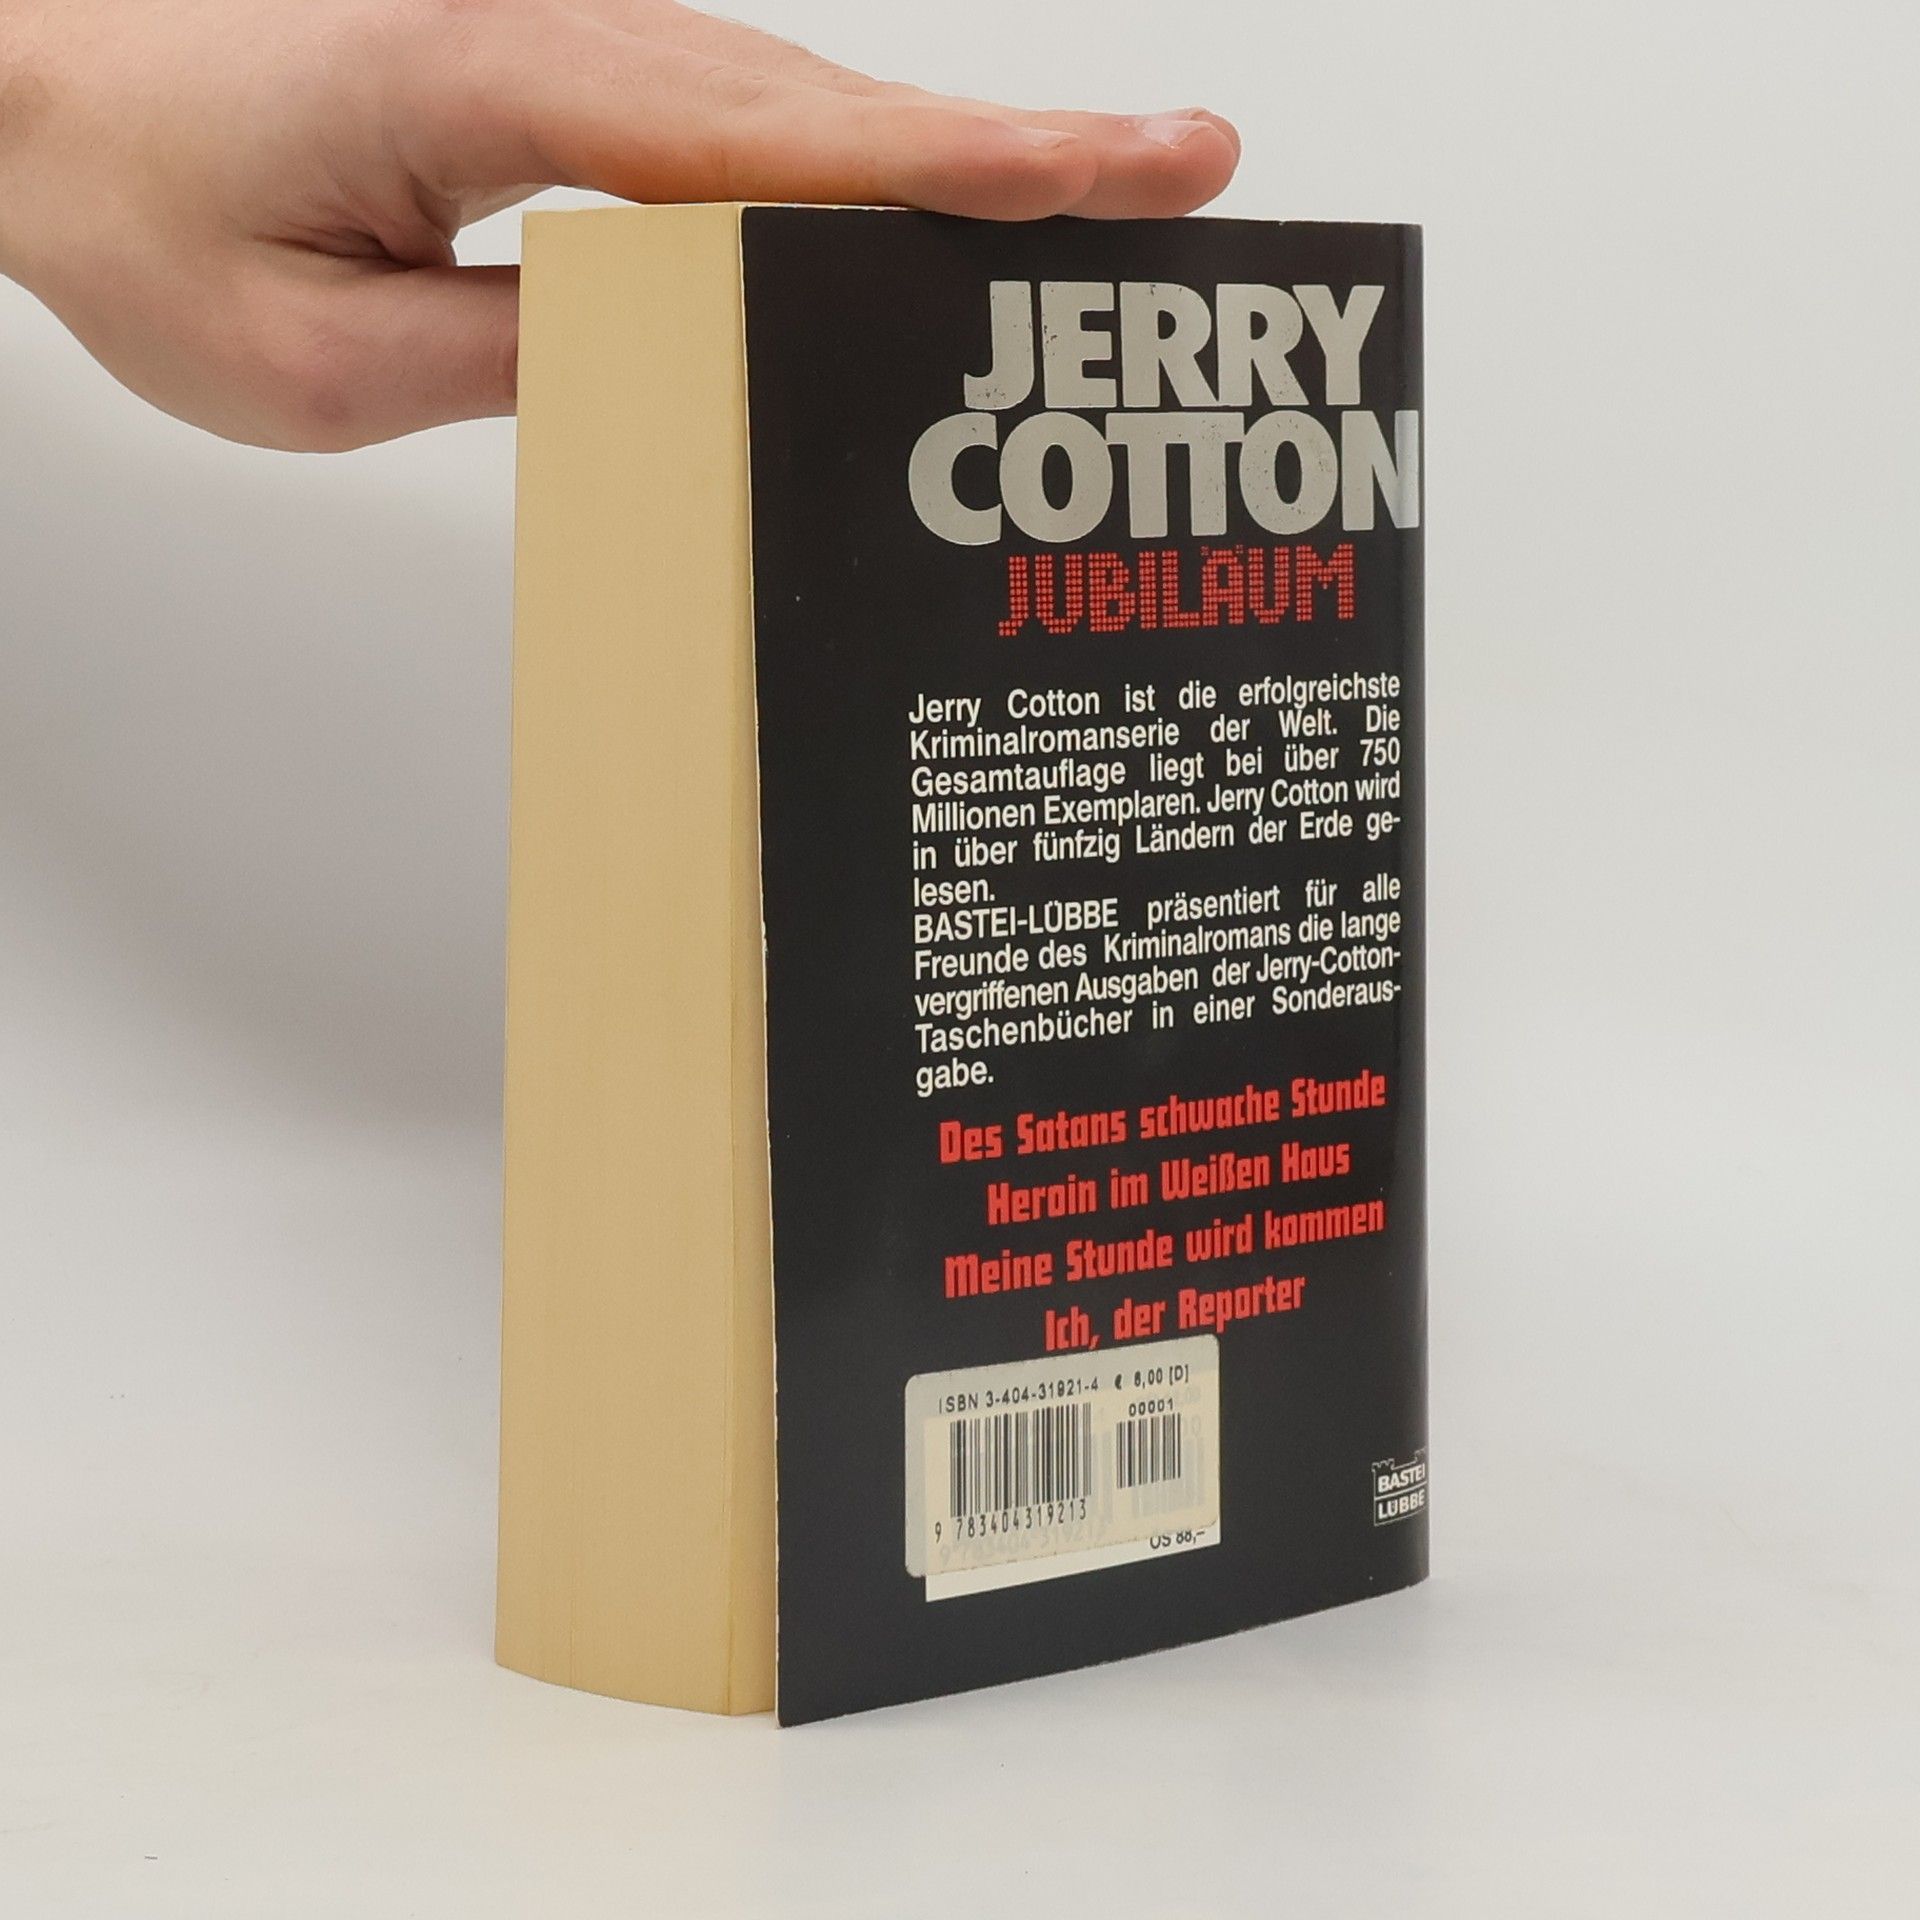 JERRY
COTTON
JUBILÄUM
Jerry Cotton ist die erfolgreichste
Kriminalromanserie der Welt. Die
Gesamtauflage liegt bei über 750
Millionen Exemplaren. Jerry Cotton wird
in über fünfzig Ländern der Erde ge-
lesen.
BASTEI-LÜBBE präsentiert für alle
Freunde des Kriminalromans die lange
vergriffenen Ausgaben der Jerry-Cotton-
Taschenbücher in einer Sonderaus-
gabe.
Des Satans schwache Stunde
Heroin im Weißen Haus
Meine Stunde wird kommen
Ich, der Reporter
ISBN 3-404-31921-4 € 6,00 [D]
00001
9 783404319213
ÖS 88,–
BASTEI
LÜBBE